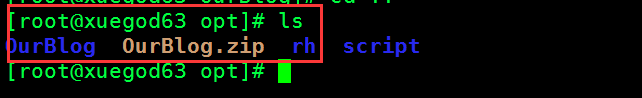 [root@xuegod63 opt]# ls
OurBlog OurBlog.zip rh script
[root@xuegod63 opt]#